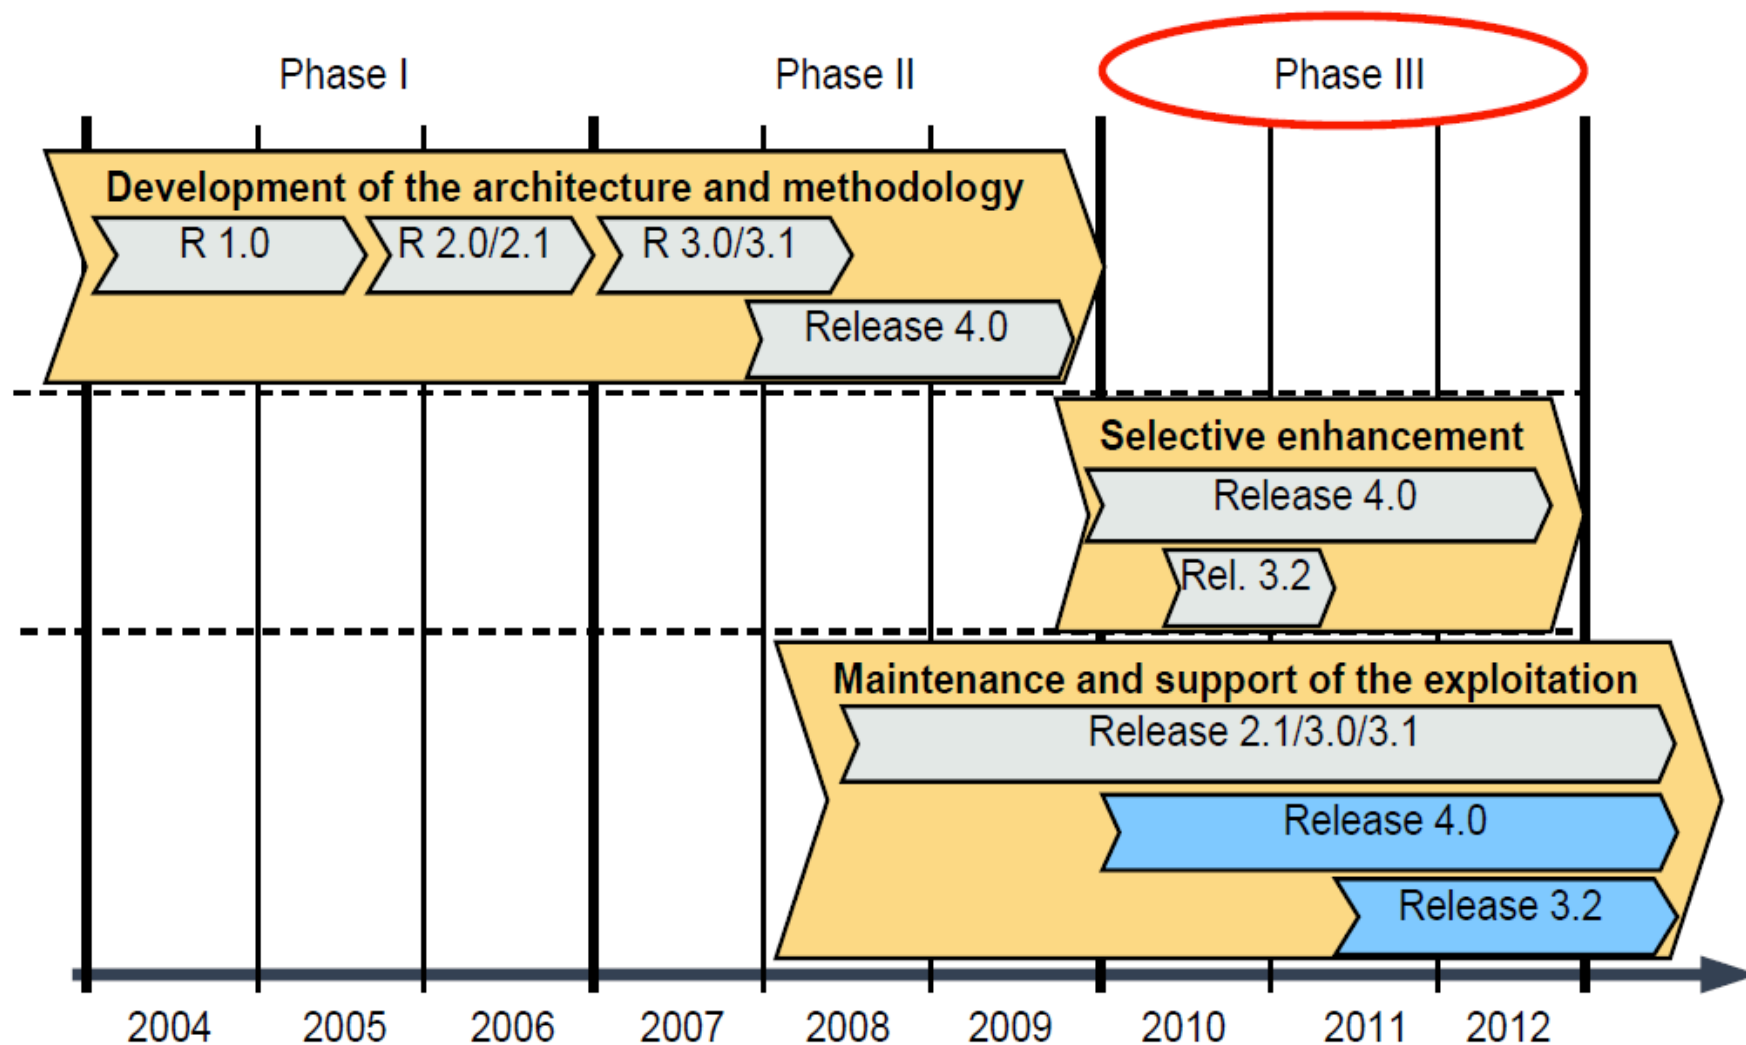 Phase I
Phase II
Phase III
Development of the architecture and methodology
R 1.0
R 2.0/2.1
R 3.0/3.1
Release 4.0
Selective enhancement
Release 4.0
Rel. 3.2
Maintenance and support of the exploitation
Release 2.1/3.0/3.1
Release 4.0
Release 3.2
2004
2005
2006
2007
2008
2009
2010
2011
2012